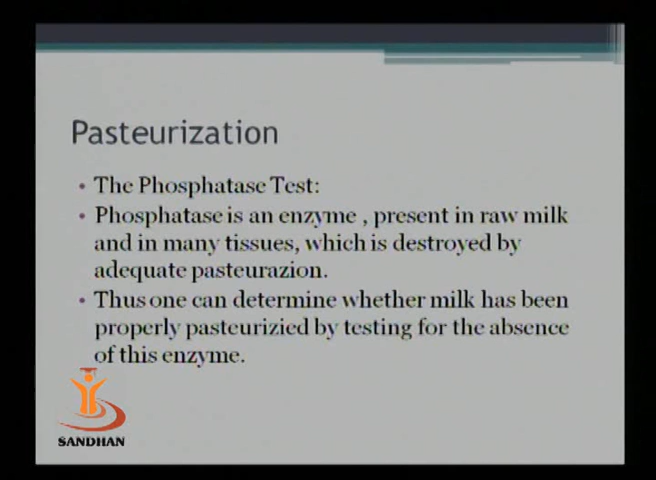 Pasteurization
• The Phosphatase Test:
• Phosphatase is an enzyme , present in raw milk
and in many tissues, which is destroyed by
adequate pasteurazion.
• Thus one can determine whether milk has been
properly pasteurizied by testing for the absence
of this enzyme.
SANDHAN